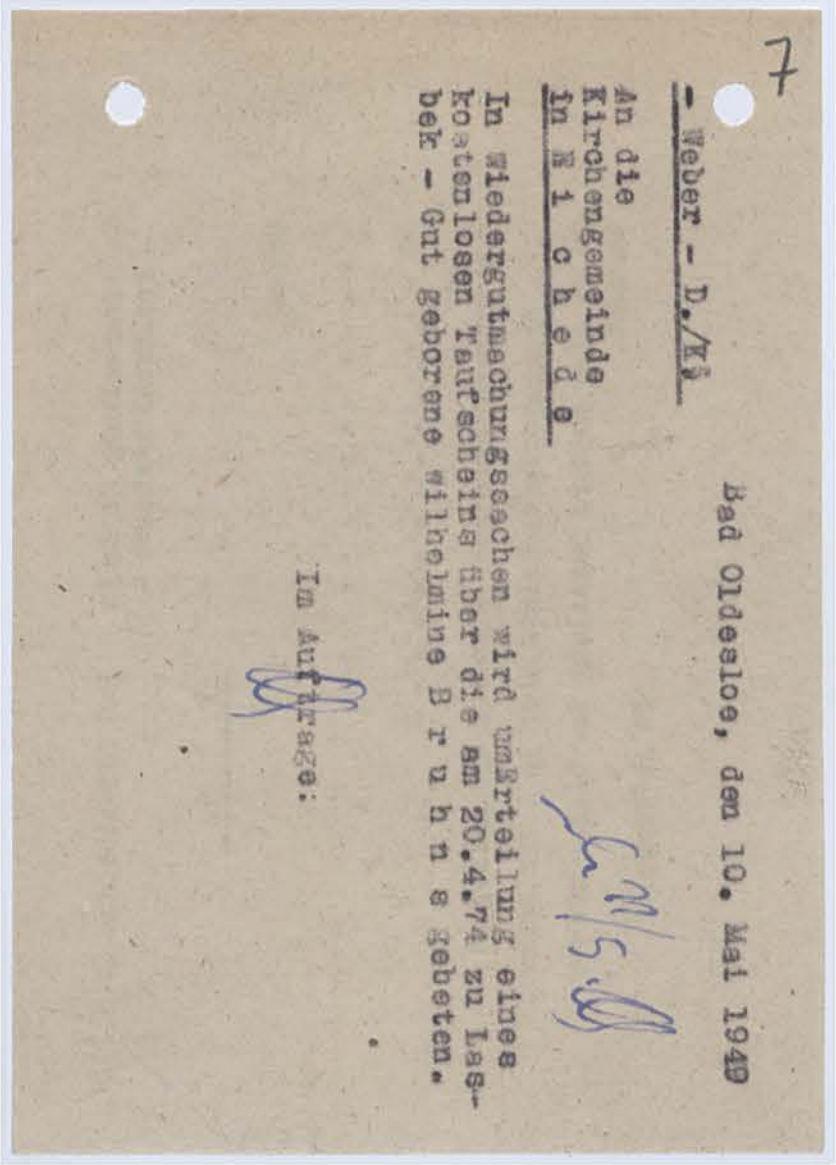 7
Bad Oldesloe, den 10. Mai 1949
- Weber - D./Kö
An die
Kirchengemeinde
in E i c h e d e
In Wiedergutmachungssachen wird umErteilung eines
kostenlosen Taufscheins über die am 20.4.74 zu Las-
bek - Gut geborene Wilhelmine B r u h n s gebeten.
Im Auftrage: